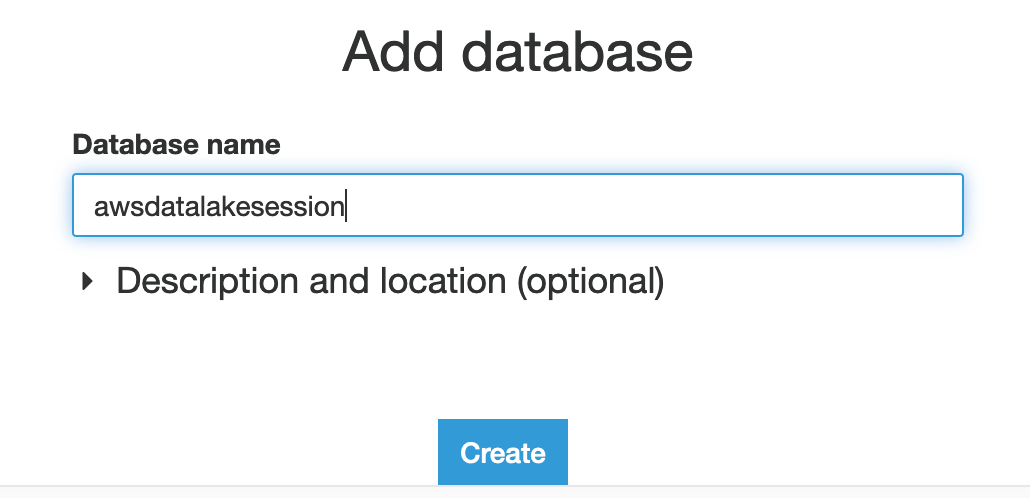 Add database
Database name
awsdatalakesession
Description and location (optional)
Create